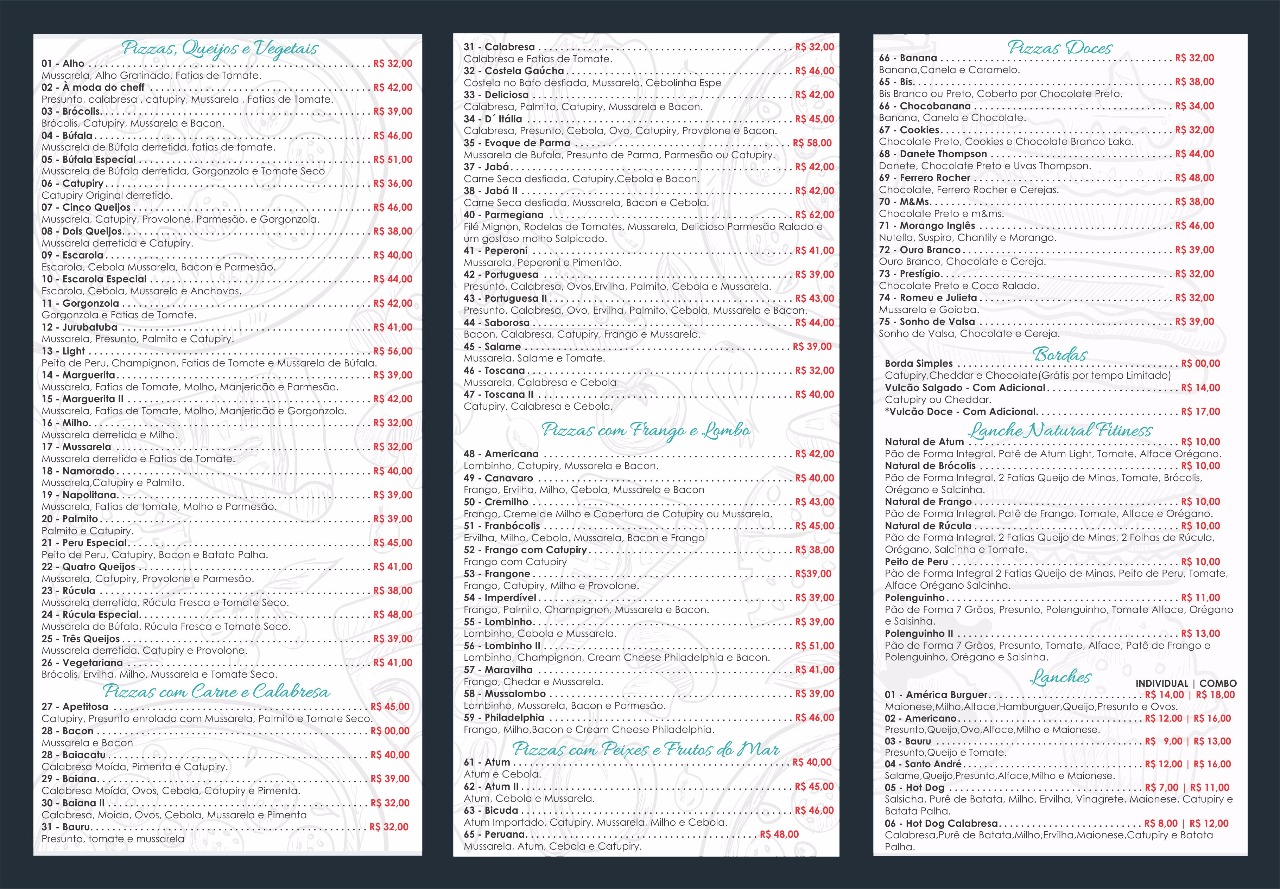 Pizzas, Queijos e Vegetais
01 - Alho R$ 32,00
Mussarela, Alho Gratinado, Fatias de Tomate.
02 - À moda do cheff R$ 42,00
Presunto, calabresa , catupiry, Mussarela , Fatias de Tomate.
03 - Brócolis R$ 39,00
Brócolis, Catupiry, Mussarela e Bacon.
04 - Búfala R$ 46,00
Mussarela de Búfala derretida, fatias de tomate.
05 - Búfala Especial R$ 51,00
Mussarela de Búfala derretida, Gorgonzola e Tomate Seco
06 - Catupiry R$ 36,00
Catupiry Original derretido.
07 - Cinco Queijos R$ 46,00
Mussarela, Catupiry, Provolone, Parmesão, e Gorgonzola.
08 - Dois Queijos R$ 38,00
Mussarela derretida e Catupiry.
09 - Escarola R$ 40,00
Escarola, Cebola Mussarela, Bacon e Parmesão.
10 - Escarola Especial R$ 44,00
Escarola, Cebola, Mussarela e Anchovas.
11 - Gorgonzola R$ 42,00
Gorgonzola e Fatias de Tomate.
12 - Jurubatuba R$ 41,00
Mussarela, Presunto, Palmito e Catupiry.
13 - Light R$ 56,00
Peito de Peru, Champignon, Fatias de Tomate e Mussarela de Búfala.
14 - Marguerita R$ 39,00
Mussarela, Fatias de Tomate, Molho, Manjericão e Parmesão.
15 - Marguerita II R$ 42,00
Mussarela, Fatias de Tomate, Molho, Manjericão e Gorgonzola.
16 - Milho R$ 32,00
Mussarela derretida e Milho.
17 - Mussarela R$ 32,00
Mussarela derretida e Fatias de Tomate.
18 - Namorado R$ 40,00
Mussarela,Catupiry e Palmito.
19 - Napolitana R$ 39,00
Mussarela, Fatias de tomate, Molho e Parmesão.
20 - Palmito R$ 39,00
Palmito e Catupiry.
21 - Peru Especial R$ 45,00
Peito de Peru, Catupiry, Bacon e Batata Palha.
22 - Quatro Queijos R$ 41,00
Mussarela, Catupiry, Provolone e Parmesão.
23 - Rúcula R$ 38,00
Mussarela derretida, Rúcula Fresca e Tomate Seco.
24 - Rúcula Especial R$ 48,00
Mussarela de Búfala, Rúcula Fresca e Tomate Seco.
25 - Três Queijos R$ 39,00
Mussarela derretida, Catupiry e Provolone.
26 - Vegetariana R$ 41,00
Brócolis, Ervilha, Milho, Mussarela e Tomate Seco.
Pizzas com Carne e Calabresa
27 - Apetitosa R$ 45,00
Catupiry, Presunto enrolado com Mussarela, Palmito e Tomate Seco.
28 - Bacon R$ 00,00
Mussarela e Bacon
28 - Baiacatu R$ 40,00
Calabresa Moída, Pimenta e Catupiry.
29 - Baiana R$ 39,00
Calabresa Moída, Ovos, Cebola, Catupiry e Pimenta.
30 - Baiana II R$ 32,00
Calabresa, Moída, Ovos, Cebola, Mussarela e Pimenta
31 - Bauru R$ 32,00
Presunto, tomate e mussarela
31 - Calabresa R$ 32,00
Calabresa e Fatias de Tomate.
32 - Costela Gaúcha R$ 46,00
Costela no Bafo desfiada, Mussarela, Cebolinha Espe
33 - Deliciosa R$ 42,00
Calabresa, Palmito, Catupiry, Mussarela e Bacon.
34 - D´ Itália R$ 45,00
Calabresa, Presunto, Cebola, Ovo, Catupiry, Provolone e Bacon.
35 - Evoque de Parma R$ 58,00
Mussarela de Bufala, Presunto de Parma, Parmesão ou Catupiry.
37 - Jabá R$ 42,00
Carne Seca desfiada, Catupiry,Cebola e Bacon.
38 - Jabá II R$ 42,00
Carne Seca desfiada, Mussarela, Bacon e Cebola.
40 - Parmegiana R$ 62,00
Filé Mignon, Rodelas de Tomates, Mussarela, Delicioso Parmesão Ralado e
um gostoso molho Salpicado.
41 - Peperoni R$ 41,00
Mussarela, Peperoni e Pimentão.
42 - Portuguesa R$ 39,00
Presunto, Calabresa, Ovos,Ervilha, Palmito, Cebola e Mussarela.
43 - Portuguesa II R$ 43,00
Presunto, Calabresa, Ovo, Ervilha, Palmito, Cebola, Mussarela e Bacon.
44 - Saborosa R$ 44,00
Bacon, Calabresa, Catupiry, Frango e Mussarela.
45 - Salame R$ 39,00
Mussarela, Salame e Tomate.
46 - Toscana R$ 32,00
Mussarela, Calabresa e Cebola
47 - Toscana II R$ 40,00
Catupiry, Calabresa e Cebola.
Pizzas com Frango e Lombo
48 - Americana R$ 42,00
Lombinho, Catupiry, Mussarela e Bacon.
49 - Canavaro R$ 40,00
Frango, Ervilha, Milho, Cebola, Mussarela e Bacon
50 - Cremilho R$ 43,00
Frango, Creme de Milho e Cobertura de Catupiry ou Mussarela.
51 - Franbócolis R$ 45,00
Ervilha, Milho, Cebola, Mussarela, Bacon e Frango
52 - Frango com Catupiry R$ 38,00
Frango com Catupiry
53 - Frangone R$39,00
Frango, Catupiry, Milho e Provolone.
54 - Imperdível R$ 39,00
Frango, Palmito, Champignon, Mussarela e Bacon.
55 - Lombinho R$ 39,00
Lombinho, Cebola e Mussarela.
56 - Lombinho II R$ 51,00
Lombinho, Champignon, Cream Cheese Philadelphia e Bacon.
57 - Maravilha R$ 41,00
Frango, Chedar e Mussarela.
58 - Mussalombo R$ 39,00
Lombinho, Mussarela, Bacon e Parmesão.
59 - Philadelphia R$ 46,00
Frango, Milho,Bacon e Cream Cheese Philadelphia.
Pizzas com Peixes e Frutos do Mar
61 - Atum R$ 40,00
Atum e Cebola.
62 - Atum II R$ 45,00
Atum, Cebola e Mussarela.
63 - Bicuda R$ 46,00
Atum Importado, Catupiry, Mussarela, Milho e Cebola.
65 - Peruana R$ 48,00
Mussarela, Atum, Cebola e Catupiry.
Pizzas Doces
66 - Banana R$ 32,00
Banana,Canela e Caramelo.
65 - Bis R$ 38,00
Bis Branco ou Preto, Coberto por Chocolate Preto.
66 - Chocobanana R$ 34,00
Banana, Canela e Chocolate.
67 - Cookies R$ 32,00
Chocolate Preto, Cookies e Chocolate Branco Laka.
68 - Danete Thompson R$ 44,00
Danete, Chocolate Preto e Uvas Thompson.
69 - Ferrero Rocher R$ 48,00
Chocolate, Ferrero Rocher e Cerejas.
70 - M&Ms R$ 38,00
Chocolate Preto e m&ms.
71 - Morango Inglês R$ 46,00
Nutella, Suspiro, Chantily e Morango.
72 - Ouro Branco R$ 39,00
Ouro Branco, Chocolate e Cereja.
73 - Prestígio R$ 32,00
Chocolate Preto e Coco Ralado.
74 - Romeu e Julieta R$ 32,00
Mussarela e Goiaba.
75 - Sonho de Valsa R$ 39,00
Sonho de Valsa, Chocolate e Cereja.
Bordas
Borda Simples R$ 00,00
Catupiry,Cheddar e Chocolate(Grátis por tempo Limitado)
Vulcão Salgado - Com Adicional R$ 14,00
Catupiry ou Cheddar.
*Vulcão Doce - Com Adicional R$ 17,00
Lanche Natural Fitiness
Natural de Atum R$ 10,00
Pão de Forma Integral, Patê de Atum Light, Tomate, Alface Orégano.
Natural de Brócolis R$ 10,00
Pão de Forma Integral, 2 Fatias Queijo de Minas, Tomate, Brócolis,
Orégano e Salcinha.
Natural de Frango R$ 10,00
Pão de Forma Integral, Patê de Frango, Tomate, Alface e Orégano.
Natural de Rúcula R$ 10,00
Pão de Forma Integral, 2 Fatias Queijo de Minas, 2 Folhas de Rúcula,
Orégano, Salcinha e Tomate.
Peito de Peru R$ 10,00
Pão de Forma Integral 2 Fatias Queijo de Minas, Peito de Peru, Tomate,
Alface Orégano Salcinha.
Polenguinho R$ 11,00
Pão de Forma 7 Grãos, Presunto, Polenguinho, Tomate Alface, Orégano
e Salsinha.
Polenguinho II R$ 13,00
Pão de Forma 7 Grãos, Presunto, Tomate, Alface, Patê de Frango e
Polenguinho, Orégano e Salsinha.
Lanches
INDIVIDUAL | COMBO
01 - América Burguer R$ 14,00 | R$ 18,00
Maionese,Milho,Alface,Hamburguer,Queijo,Presunto e Ovos.
02 - Americano R$ 12,00 | R$ 16,00
Presunto,Queijo,Ovo,Alface,Milho e Maionese.
03 - Bauru R$ 9,00 | R$ 13,00
Presunto,Queijo e Tomate.
04 - Santo André R$ 12,00 | R$ 16,00
Salame,Queijo,Presunto,Alface,Milho e Maionese.
05 - Hot Dog R$ 7,00 | R$ 11,00
Salsicha, Purê de Batata, Milho, Ervilha, Vinagrete, Maionese, Catupiry e
Batata Palha.
06 - Hot Dog Calabresa R$ 8,00 | R$ 12,00
Calabresa,Purê de Batata,Milho,Ervilha,Maionese,Catupiry e Batata
Palha.